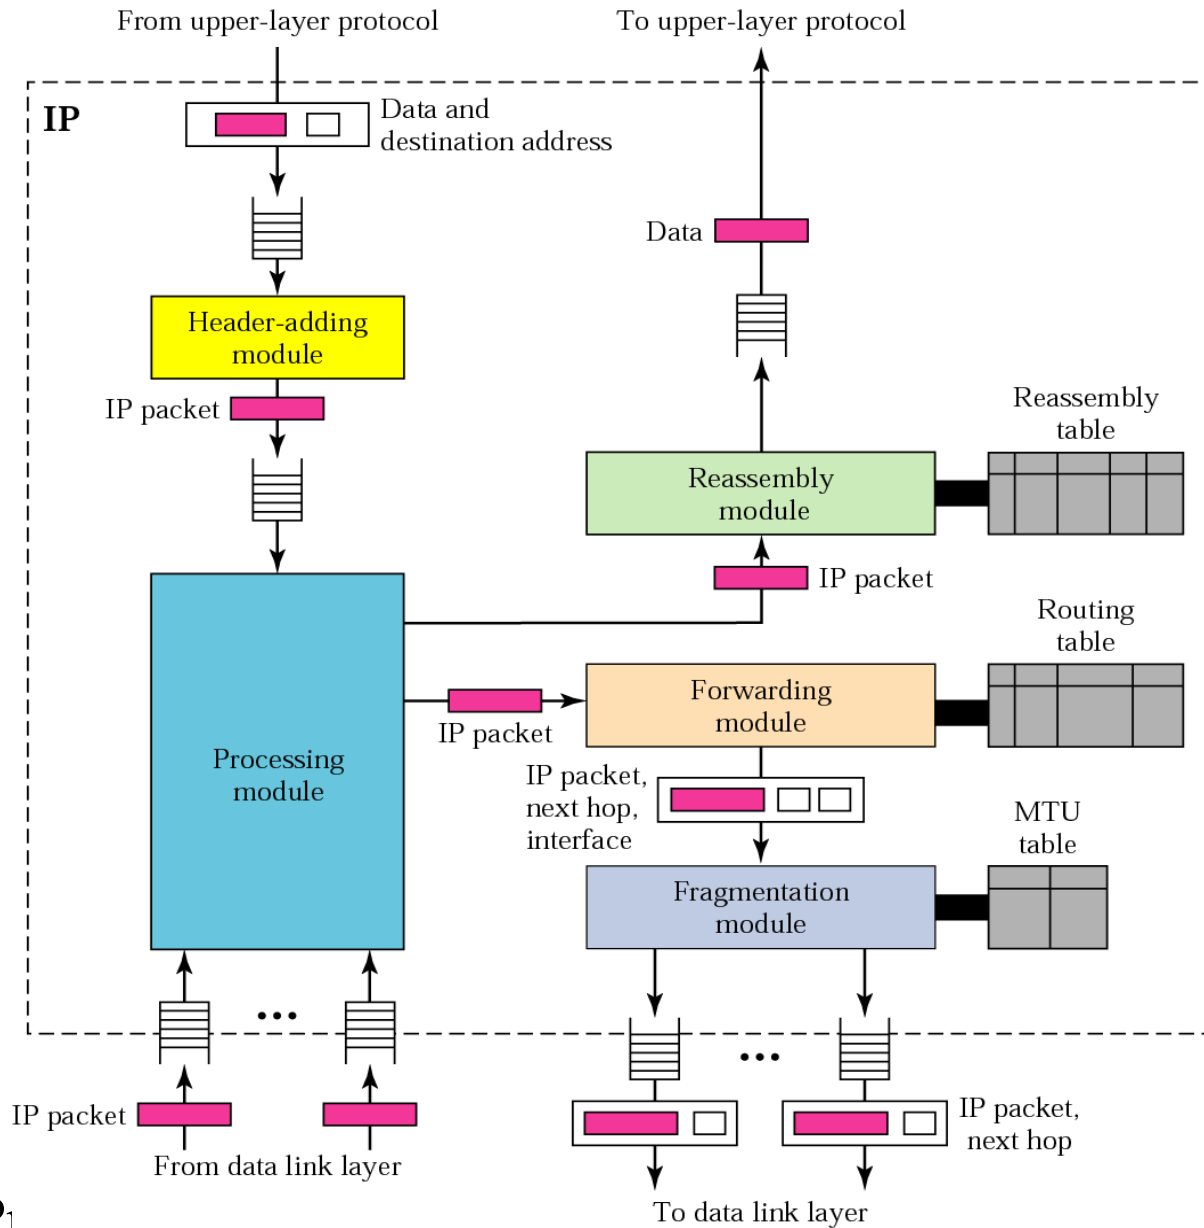 From upper-layer protocol
To upper-layer protocol
IP
Data and
destination address
Data
Header-adding
module
IP packet
Reassembly
table
Reassembly
module
IP packet
Routing
table
Forwarding
module
IP packet
Processing
module
IP packet,
next hop,
interface
MTU
table
Fragmentation
module
...
...
IP packet
IP packet,
next hop
From data link layer
To data link layer